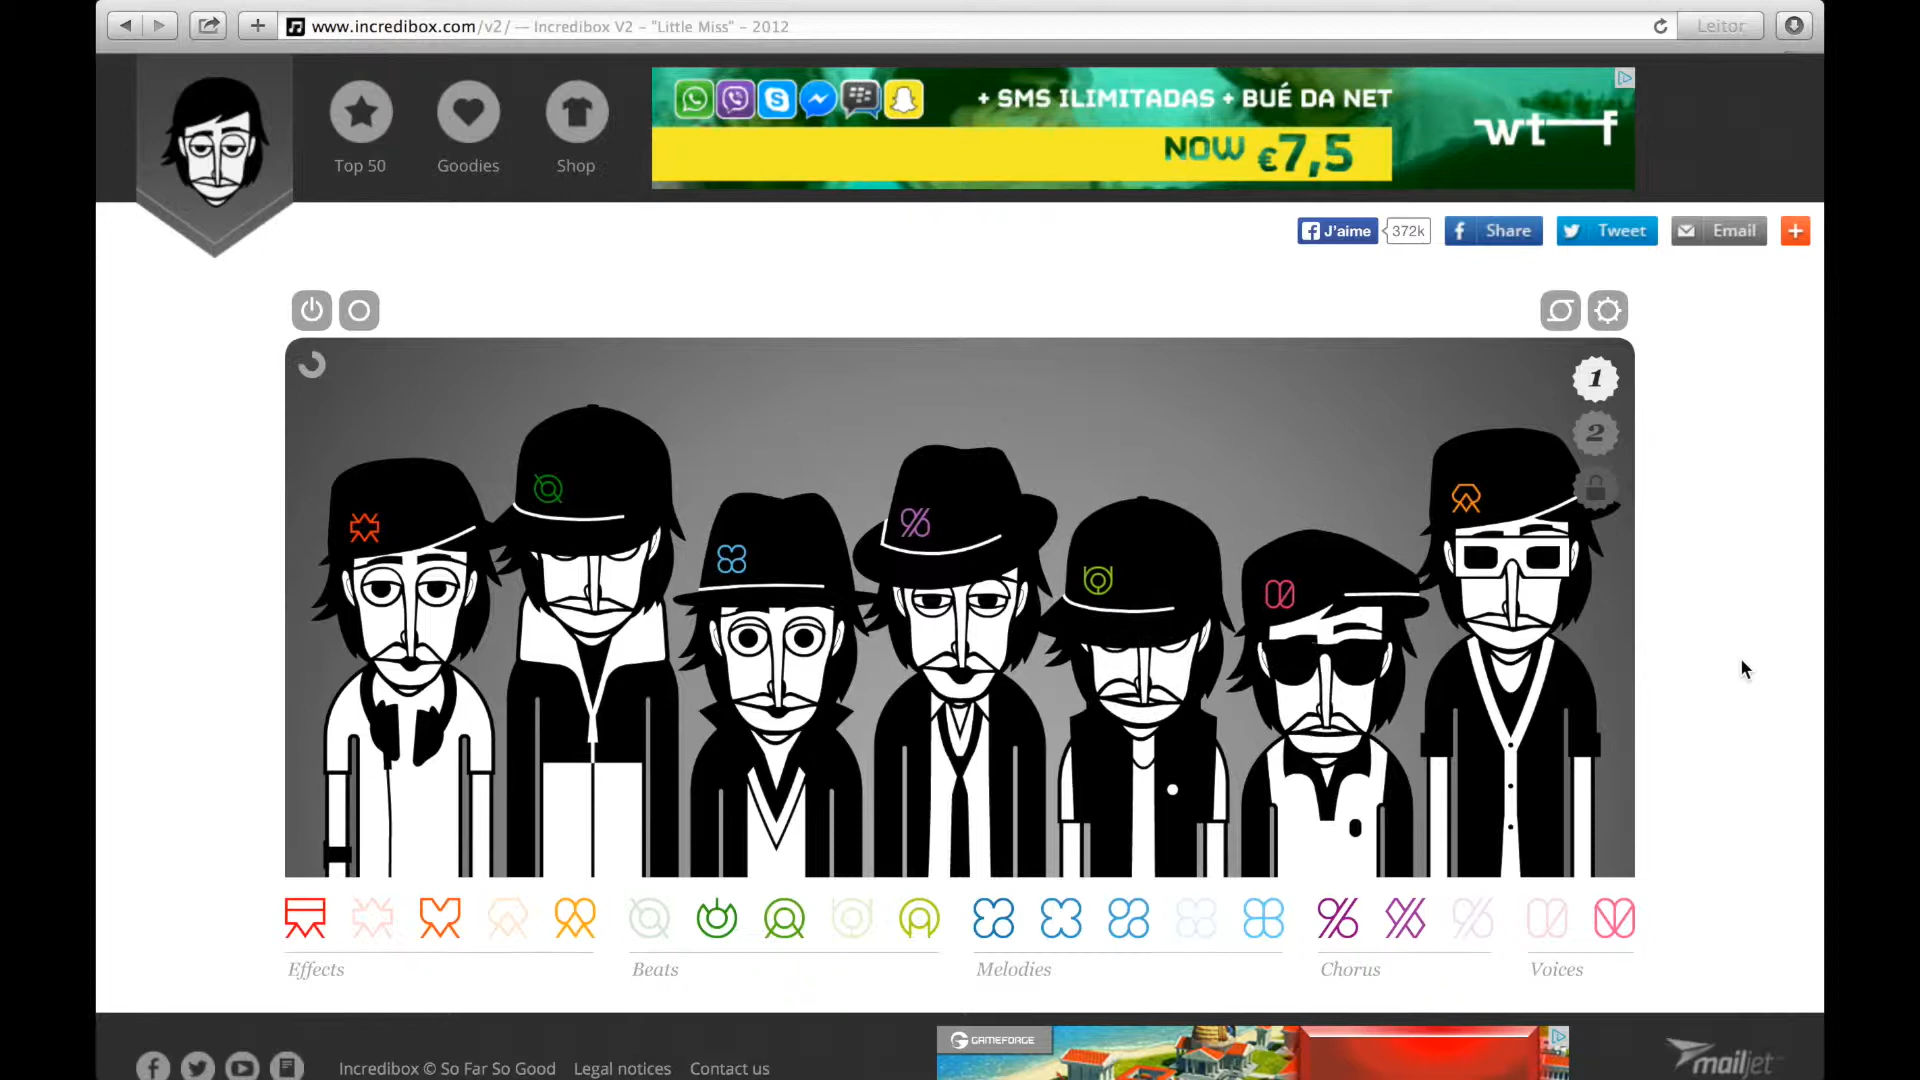 www.incredibox.com/v2/ — Incredibox V2 - "Little Miss" - 2012
Leitor
Top 50
Goodies
Shop
+ SMS ILIMITADAS + BUÉ DA NET
NOW €7,5
wtf
J'aime
372k
Share
Tweet
Email
1
2
Effects
Beats
Melodies
Chorus
Voices
GAMEFORGE
Incredibox © So Far So Good
Legal notices
Contact us
mailjet